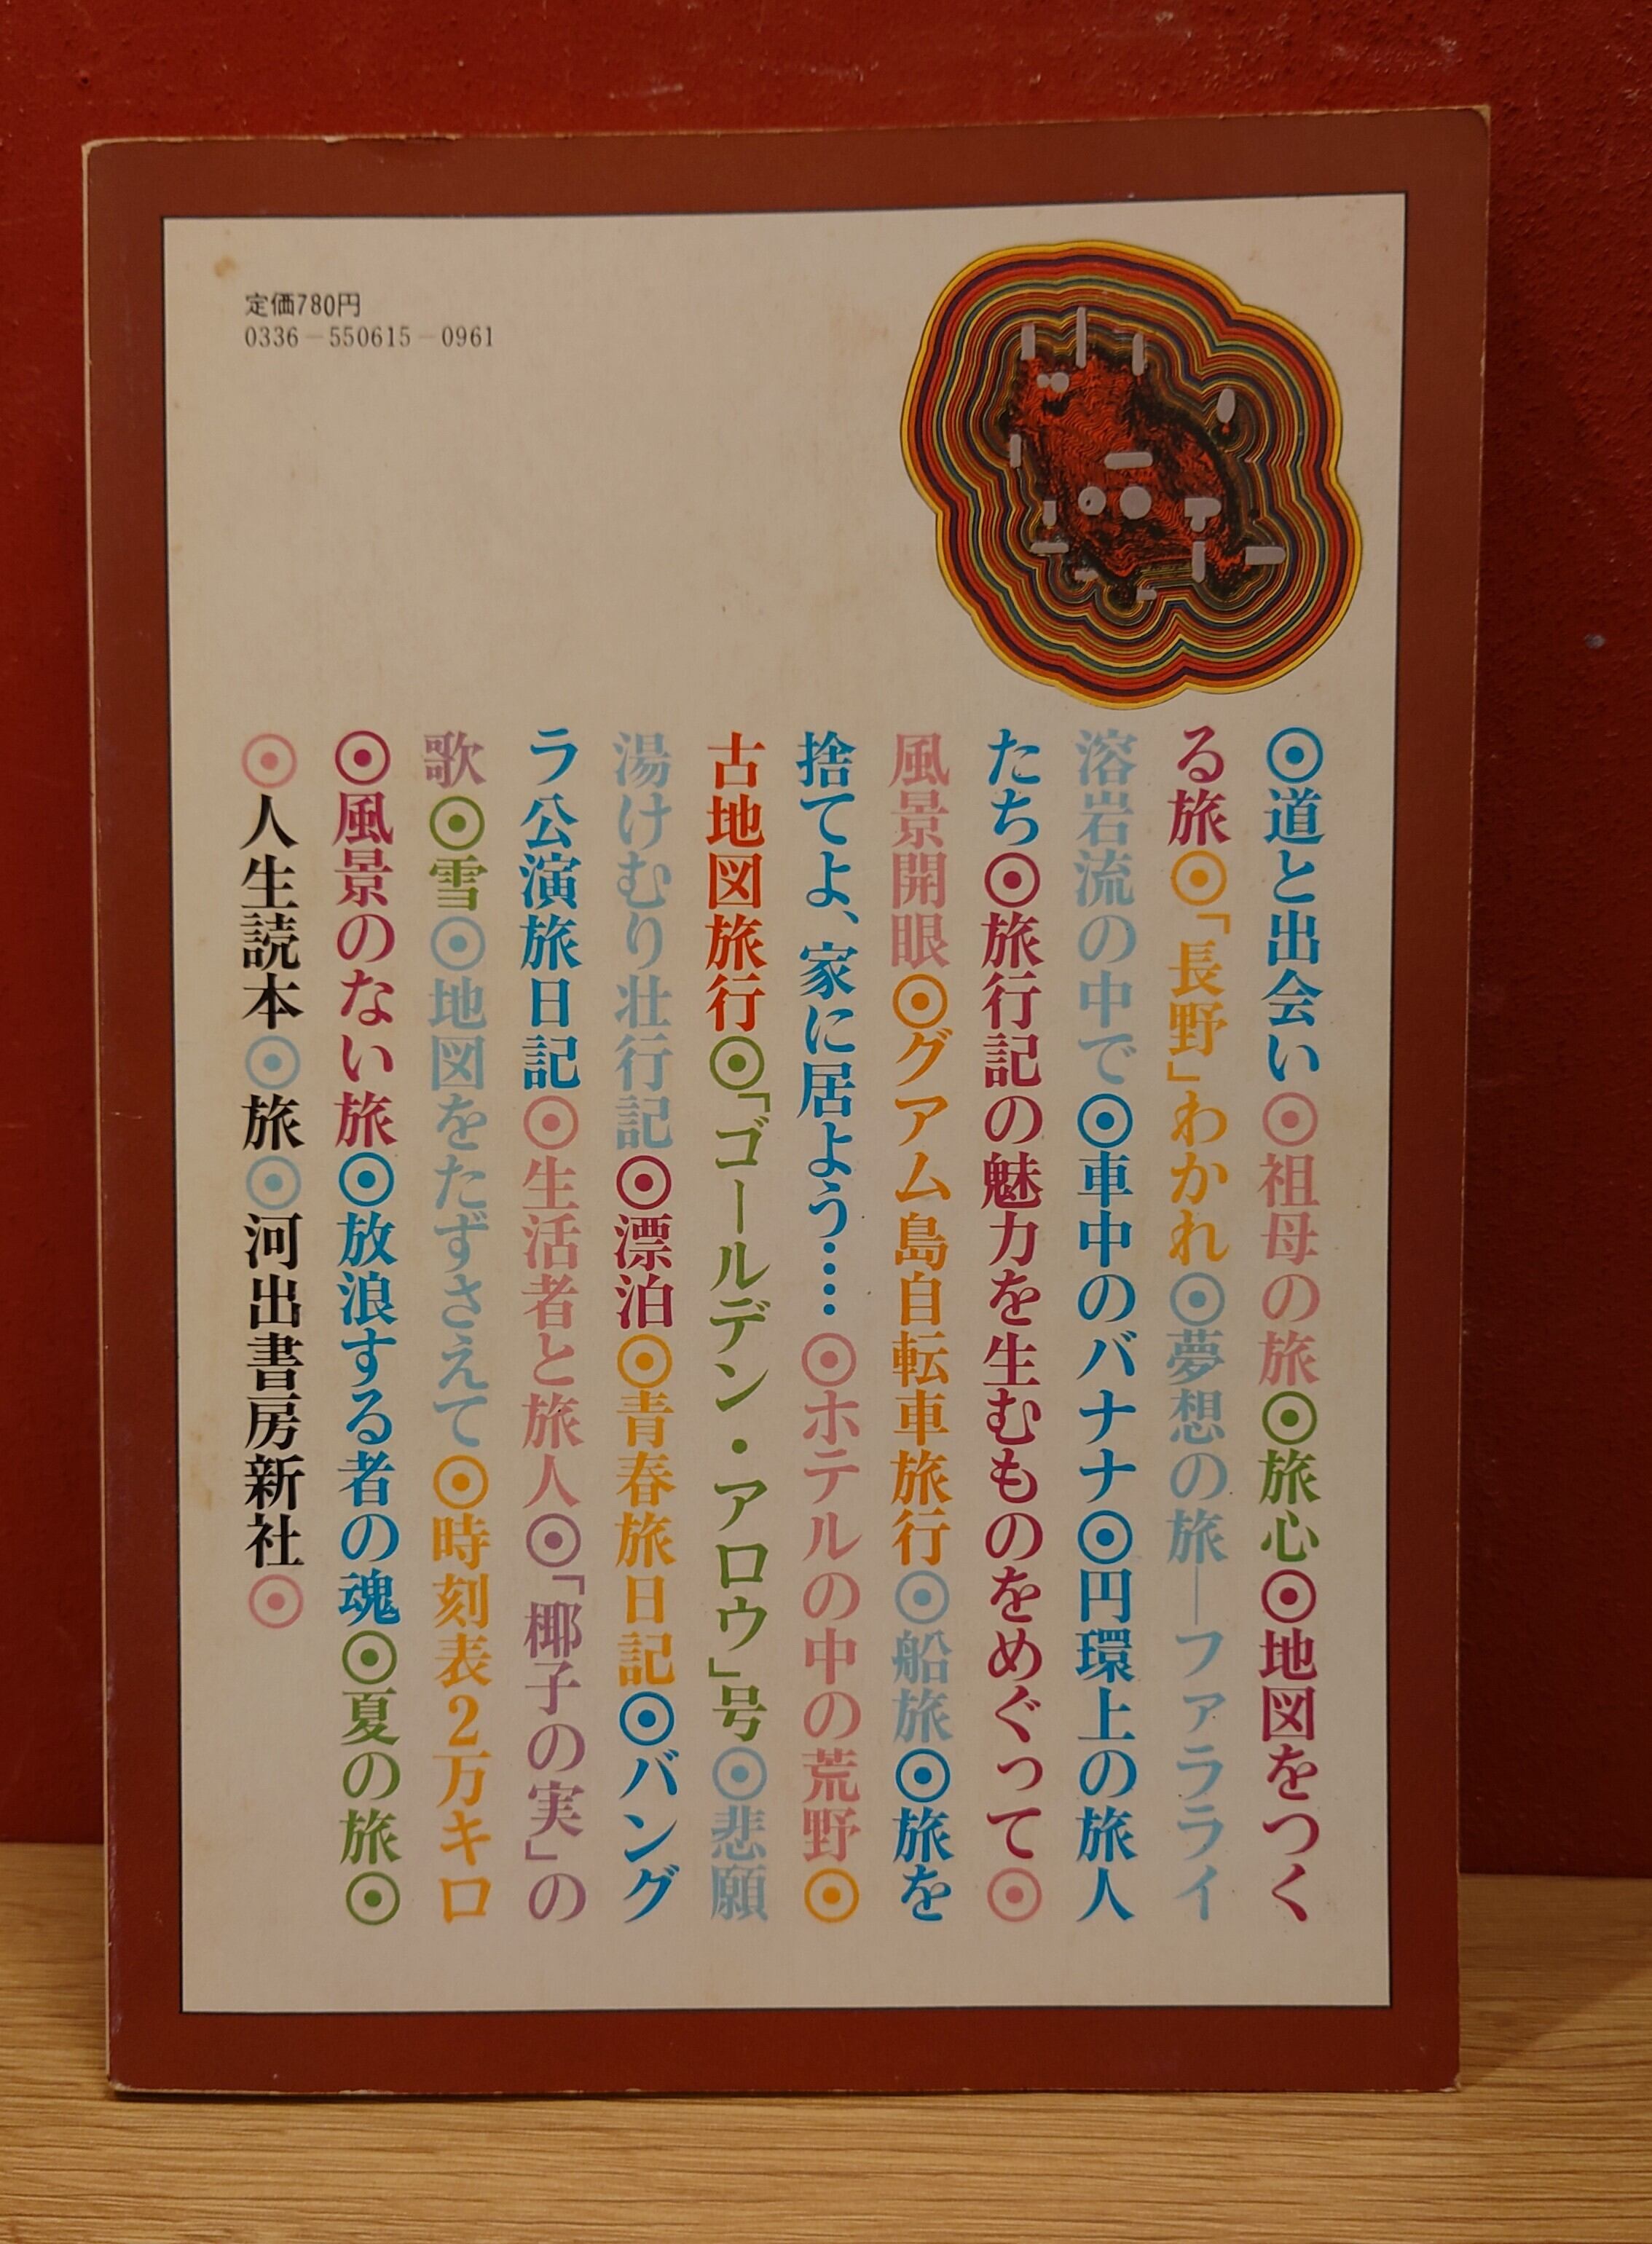 定価780円
0336－550615－0961
◉道と出会い◉祖母の旅◉旅心◉地図をつく
る旅◉「長野」わかれ◉夢想の旅―ファラライ
溶岩流の中で◉車中のバナナ◉円環上の旅人
たち◉旅行記の魅力を生むものをめぐって◉
風景開眼◉グアム島自転車旅行◉船旅◉旅を
捨てよ、家に居よう……◉ホテルの中の荒野◉
古地図旅行◉「ゴールデン・アロウ」号◉悲願
湯けむり壮行記◉漂泊◉青春旅日記◉バング
ラ公演旅日記◉生活者と旅人◉「椰子の実」の
歌◉雪◉地図をたずさえて◉時刻表2万キロ
◉風景のない旅◉放浪する者の魂◉夏の旅◉
◉人生読本◉旅◉河出書房新社◉